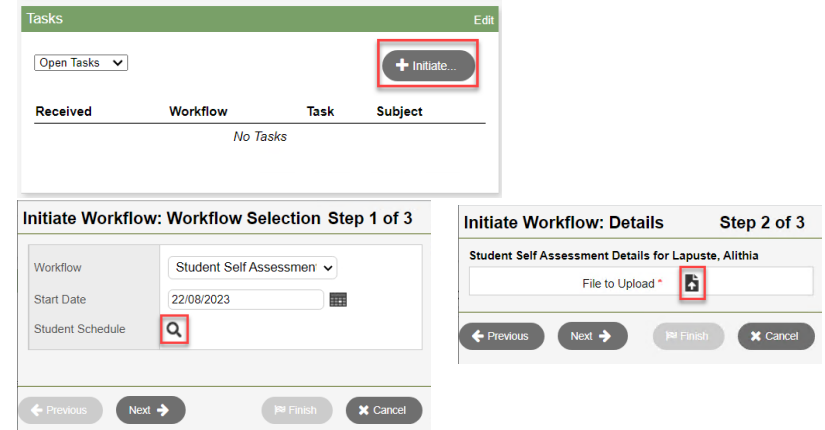 Tasks Edit
Open Tasks Initiate...
Received Workflow Task Subject
No Tasks
Initiate Workflow: Workflow Selection Step 1 of 3
Workflow Student Self Assessment
Start Date 22/08/2023
Student Schedule
Previous Next Finish Cancel
Initiate Workflow: Details Step 2 of 3
Student Self Assessment Details for Lapuste, Alithia
File to Upload *
Previous Next Finish Cancel